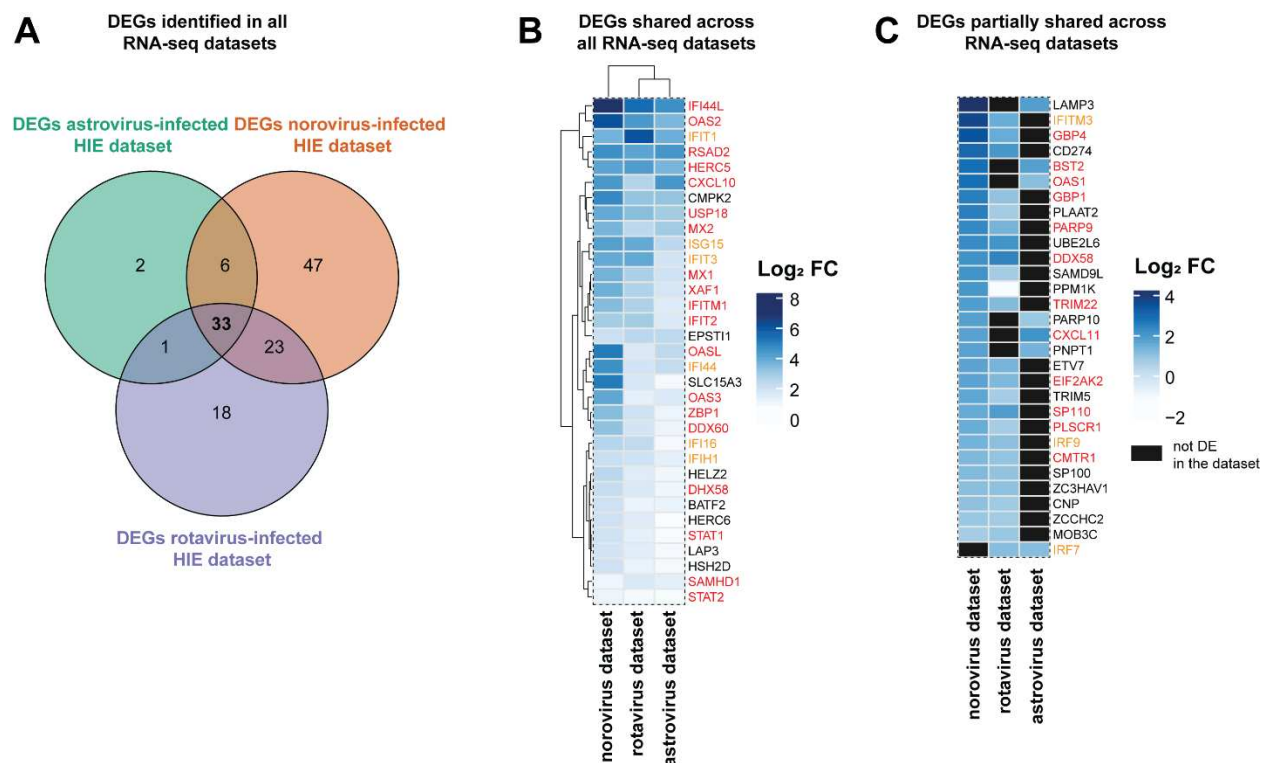 A
DEGs identified in all
RNA-seq datasets
DEGs astrovirus-infected
HIE dataset
DEGs norovirus-infected
HIE dataset
2
6
47
33
1
23
18
DEGs rotavirus-infected
HIE dataset
B
DEGs shared across
all RNA-seq datasets
IFI44L
OAS2
IFIT1
RSAD2
HERC5
CXCL10
CMPK2
USP18
MX2
ISG15
IFIT3
MX1
XAF1
IFITM1
IFIT2
EPSTI1
OASL
IFI44
SLC15A3
OAS3
ZBP1
DDX60
IFI16
IFIH1
HELZ2
DHX58
BATF2
HERC6
STAT1
LAP3
HSH2D
SAMHD1
STAT2
norovirus dataset
rotavirus dataset
astrovirus dataset
Log₂ FC
8
6
4
2
0
C
DEGs partially shared across
RNA-seq datasets
LAMP3
IFITM3
GBP4
CD274
BST2
OAS1
GBP1
PLAAT2
PARP9
UBE2L6
DDX58
SAMD9L
PPM1K
TRIM22
PARP10
CXCL11
PNPT1
ETV7
EIF2AK2
TRIM5
SP110
PLSCR1
IRF9
CMTR1
SP100
ZC3HAV1
CNP
ZCCHC2
MOB3C
IRF7
norovirus dataset
rotavirus dataset
astrovirus dataset
Log₂ FC
4
2
0
−2
not DE
in the dataset